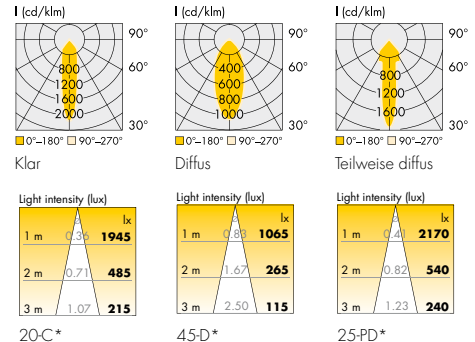 I (cd/klm)
90°
60°
30°
800
1200
1600
2000
0°–180° 90°–270°
Klar
I (cd/klm)
90°
60°
30°
400
600
800
1000
0°–180° 90°–270°
Diffus
I (cd/klm)
90°
60°
30°
800
1200
1600
0°–180° 90°–270°
Teilweise diffus
Light intensity (lux)
lx
1 m 0.36 1945
2 m 0.71 485
3 m 1.07 215
20-C*
Light intensity (lux)
lx
1 m 0.83 1065
2 m 1.67 265
3 m 2.50 115
45-D*
Light intensity (lux)
lx
1 m 0.41 2170
2 m 0.82 540
3 m 1.23 240
25-PD*